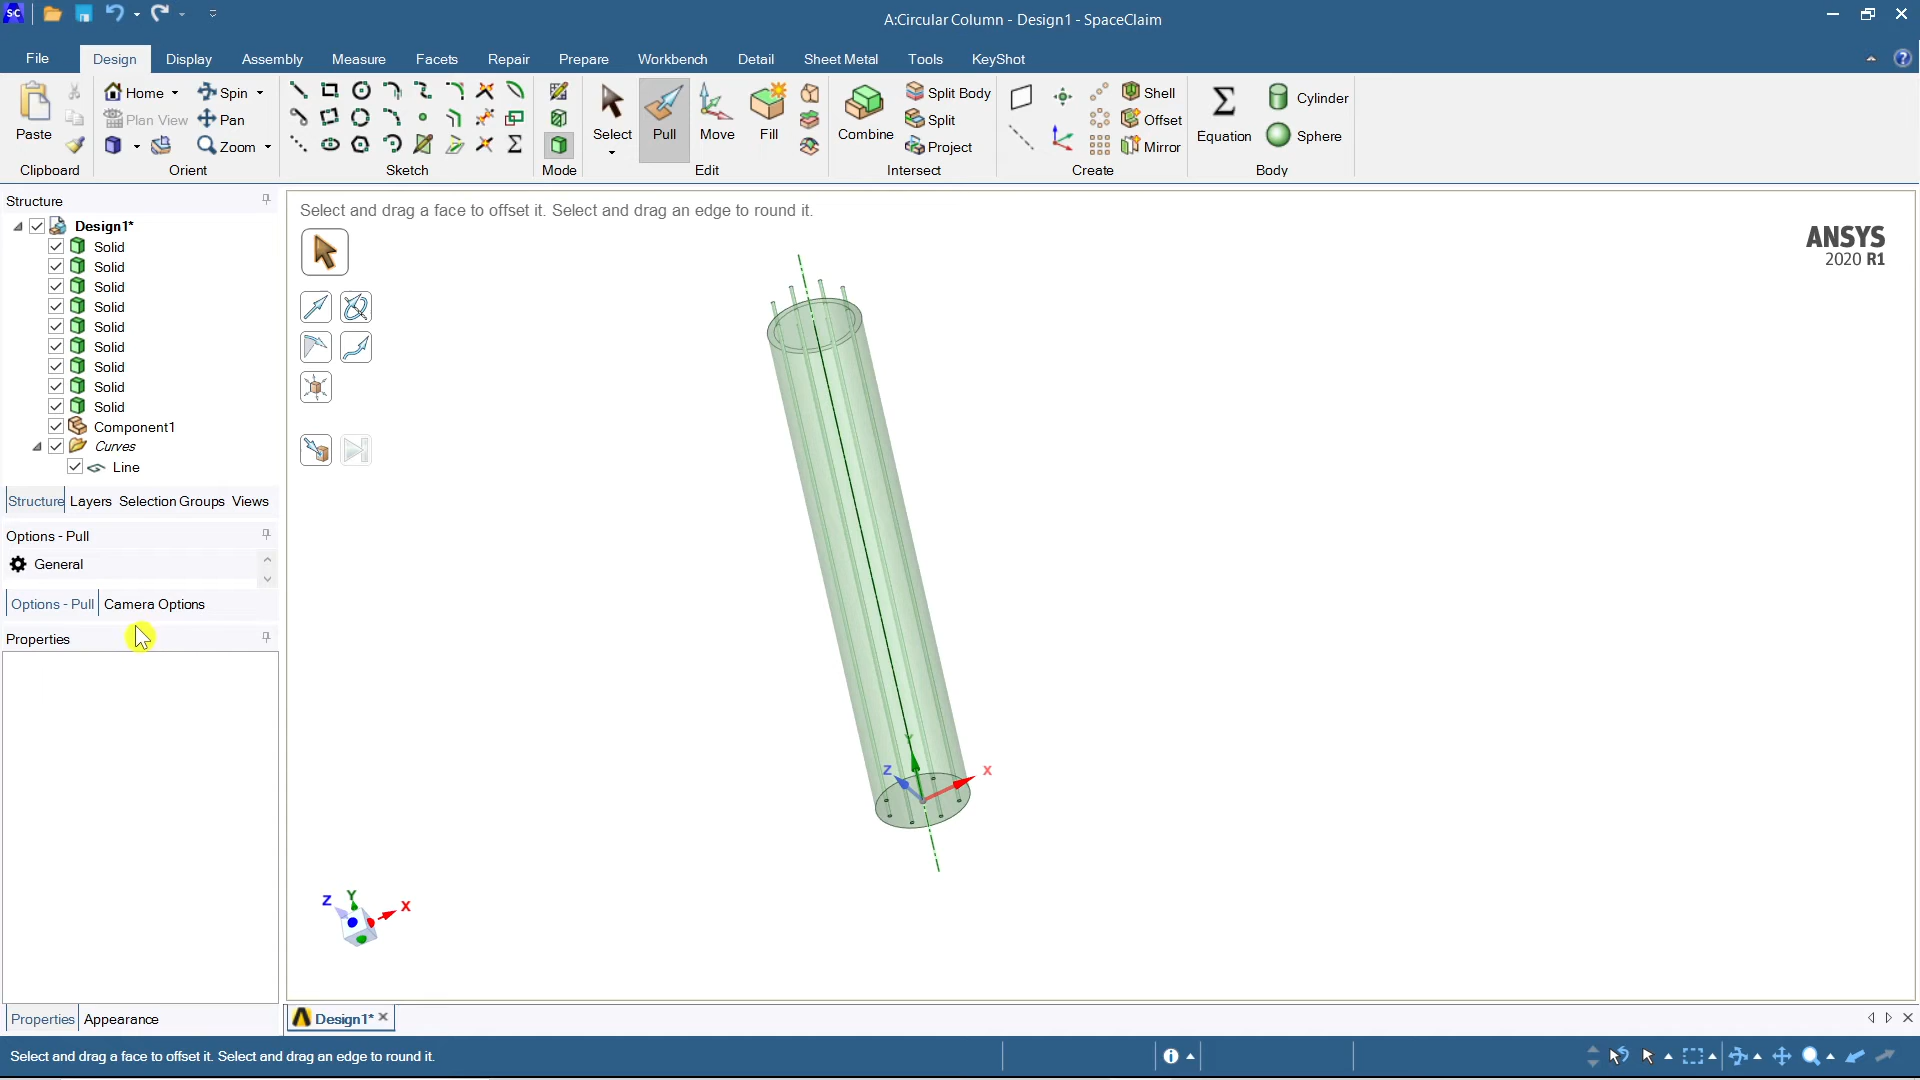 SC
A:Circular Column - Design1 - SpaceClaim
File Design Display Assembly Measure Facets Repair Prepare Workbench Detail Sheet Metal Tools KeyShot
Home Spin
Plan View Pan
Zoom
Paste
Select Pull Move Fill
Combine
Split Body
Split
Project
Shell
Offset
Mirror
Equation
Cylinder
Sphere
Clipboard Orient Sketch Mode Edit Intersect Create Body
Structure
Design1*
Solid
Solid
Solid
Solid
Solid
Solid
Solid
Solid
Solid
Component1
Curves
Line
Structure Layers Selection Groups Views
Options - Pull
General
Options - Pull Camera Options
Properties
Properties Appearance
Select and drag a face to offset it. Select and drag an edge to round it.
ANSYS
2020 R1
Y
Z X
Y
Z X
Design1*
Select and drag a face to offset it. Select and drag an edge to round it.